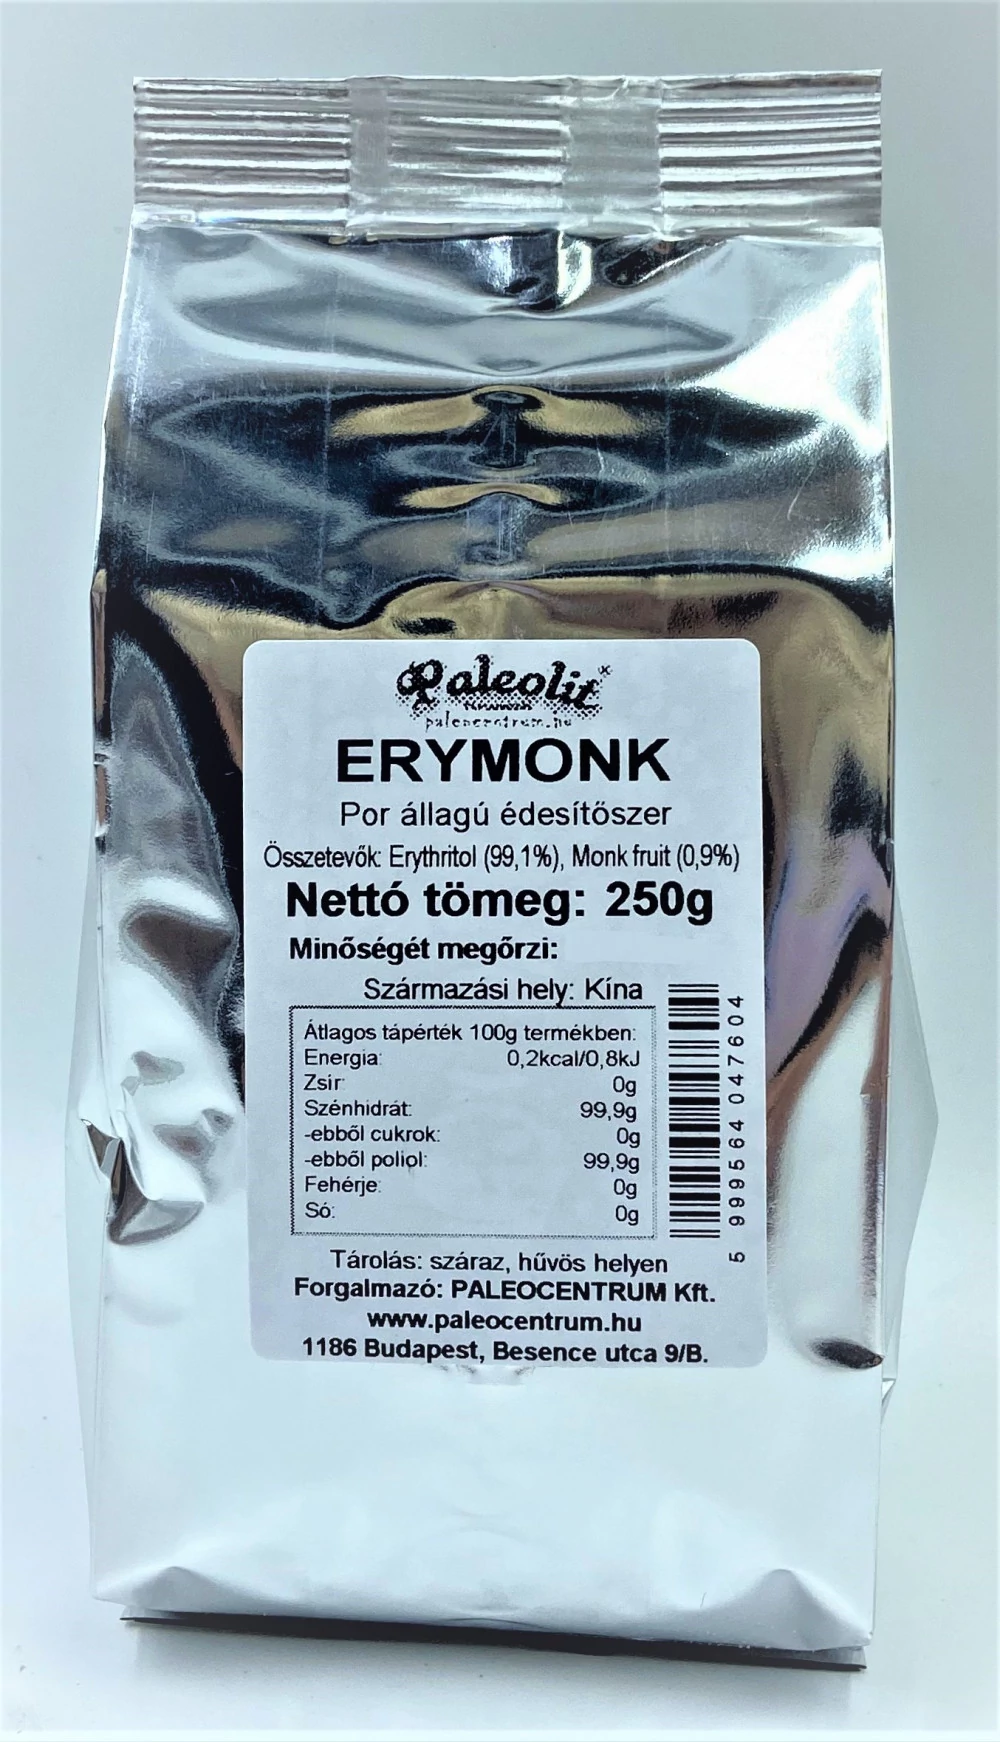 Paleolit
paleocentrum.hu
ERYMONK
Por állagú édesítöszer
Összetevők: Erythritol (99,1%), Monk fruit (0,9%)
Nettó tömeg: 250g
Minőségét megőrzi:
Származási hely: Kína
Átlagos tápérték 100g termékben:
Energia: 0,2kcal/0,8kJ
Zsír: 0g
Szénhidrát: 99,9g
-ebből cukrok: 0g
-ebből poliol: 99,9g
Fehérje: 0g
Só: 0g
5 999564 047604
Tárolás: száraz, hűvös helyen
Forgalmazó: PALEOCENTRUM Kft.
www.paleocentrum.hu
1186 Budapest, Besence utca 9/B.